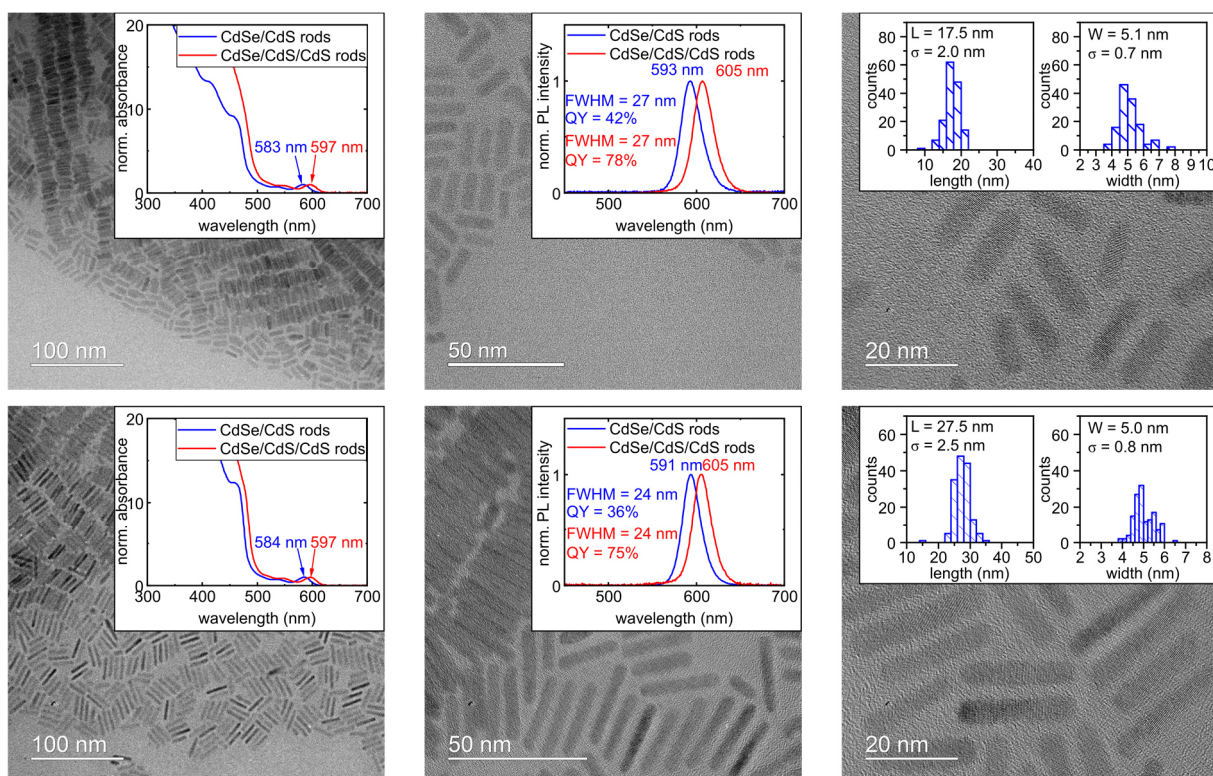 CdSe/CdS rods
CdSe/CdS/CdS rods
583 nm
597 nm
norm. absorbance
0
5
10
15
20
300
400
500
600
700
wavelength (nm)
100 nm
CdSe/CdS rods
CdSe/CdS/CdS rods
593 nm
605 nm
FWHM = 27 nm
QY = 42%
FWHM = 27 nm
QY = 78%
norm. PL intensity
0
1
500
600
700
wavelength (nm)
50 nm
L = 17.5 nm
σ = 2.0 nm
counts
0
20
40
60
80
10
20
30
40
length (nm)
W = 5.1 nm
σ = 0.7 nm
counts
0
20
40
60
80
2
3
4
5
6
7
8
9
10
width (nm)
20 nm
CdSe/CdS rods
CdSe/CdS/CdS rods
584 nm
597 nm
norm. absorbance
0
5
10
15
20
300
400
500
600
700
wavelength (nm)
100 nm
CdSe/CdS rods
CdSe/CdS/CdS rods
591 nm
605 nm
FWHM = 24 nm
QY = 36%
FWHM = 24 nm
QY = 75%
norm. PL intensity
0
1
500
600
700
wavelength (nm)
50 nm
L = 27.5 nm
σ = 2.5 nm
counts
0
20
40
60
10
20
30
40
50
length (nm)
W = 5.0 nm
σ = 0.8 nm
counts
0
20
40
60
2
3
4
5
6
7
8
width (nm)
20 nm